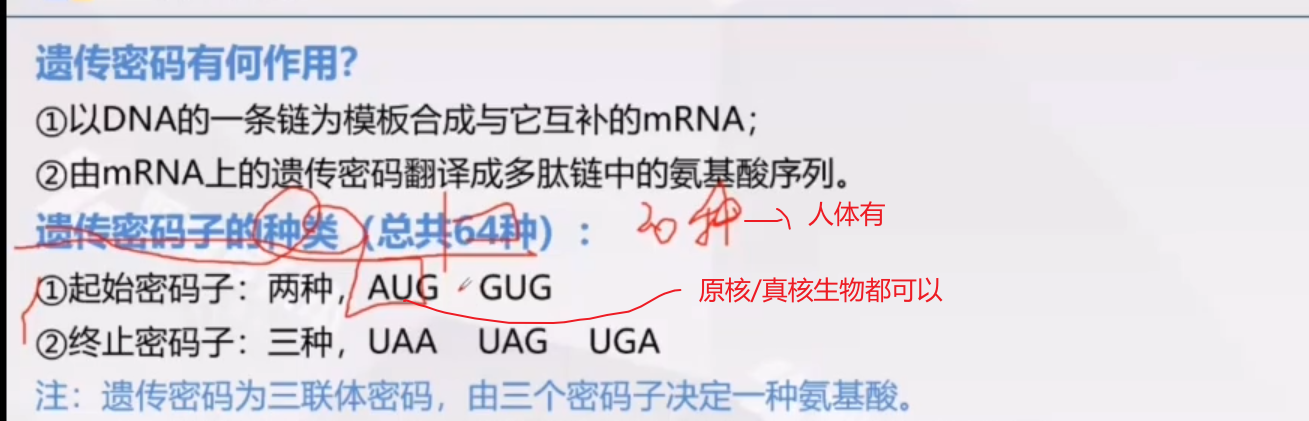 遗传密码有何作用?
①以DNA的一条链为模板合成与它互补的mRNA;
②由mRNA上的遗传密码翻译成多肽链中的氨基酸序列。
遗传密码子的种类(总共64种): 20种 人体有
①起始密码子:两种,AUG GUG 原核/真核生物都可以
②终止密码子:三种,UAA UAG UGA
注:遗传密码为三联体密码,由三个密码子决定一种氨基酸。